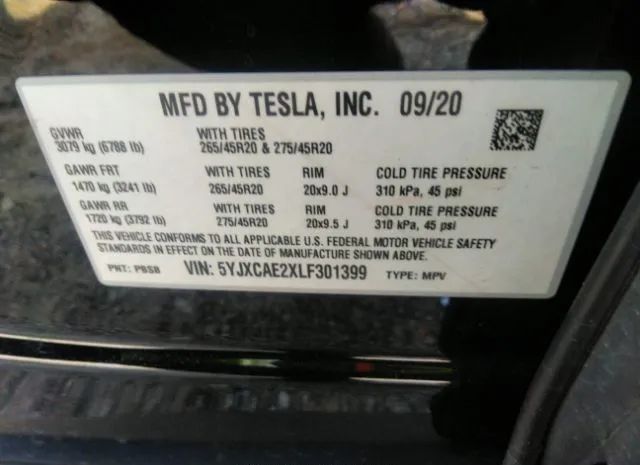 MFD BY TESLA, INC. 09/20
GVWR WITH TIRES
3079 kg (6788 lb) 265/45R20 & 275/45R20
GAWR FRT WITH TIRES RIM COLD TIRE PRESSURE
1470 kg (3241 lb) 265/45R20 20x9.0 J 310 kPa, 45 psi
GAWR RR WITH TIRES RIM COLD TIRE PRESSURE
1720 kg (3792 lb) 275/45R20 20x9.5 J 310 kPa, 45 psi
THIS VEHICLE CONFORMS TO ALL APPLICABLE U.S. FEDERAL MOTOR VEHICLE SAFETY
STANDARDS IN EFFECT ON THE DATE OF MANUFACTURE SHOWN ABOVE.
PNT: PBSB VIN: 5YJXCAE2XLF301399 TYPE: MPV